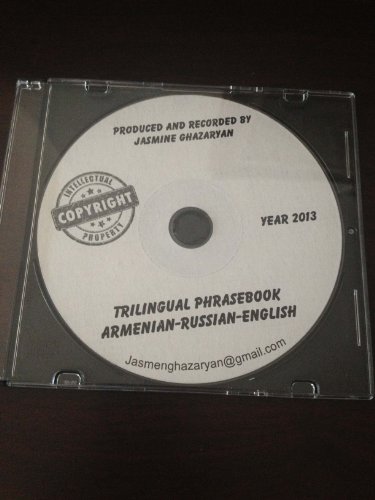 PRODUCED AND RECORDED BY
JASMINE GHAZARYAN
INTELLECTUAL
COPYRIGHT
PROPERTY
YEAR 2013
TRILINGUAL PHRASEBOOK
ARMENIAN-RUSSIAN-ENGLISH
Jasmenghazaryan@gmail.com